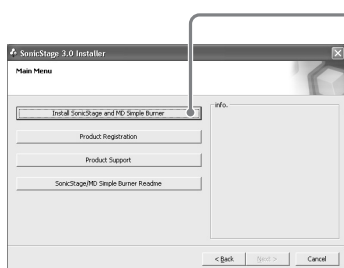 SonicStage 3.0 Installer
Main Menu
Install SonicStage and MD Simple Burner
Product Registration
Product Support
SonicStage/MD Simple Burner Readme
info.
< Back
Next >
Cancel